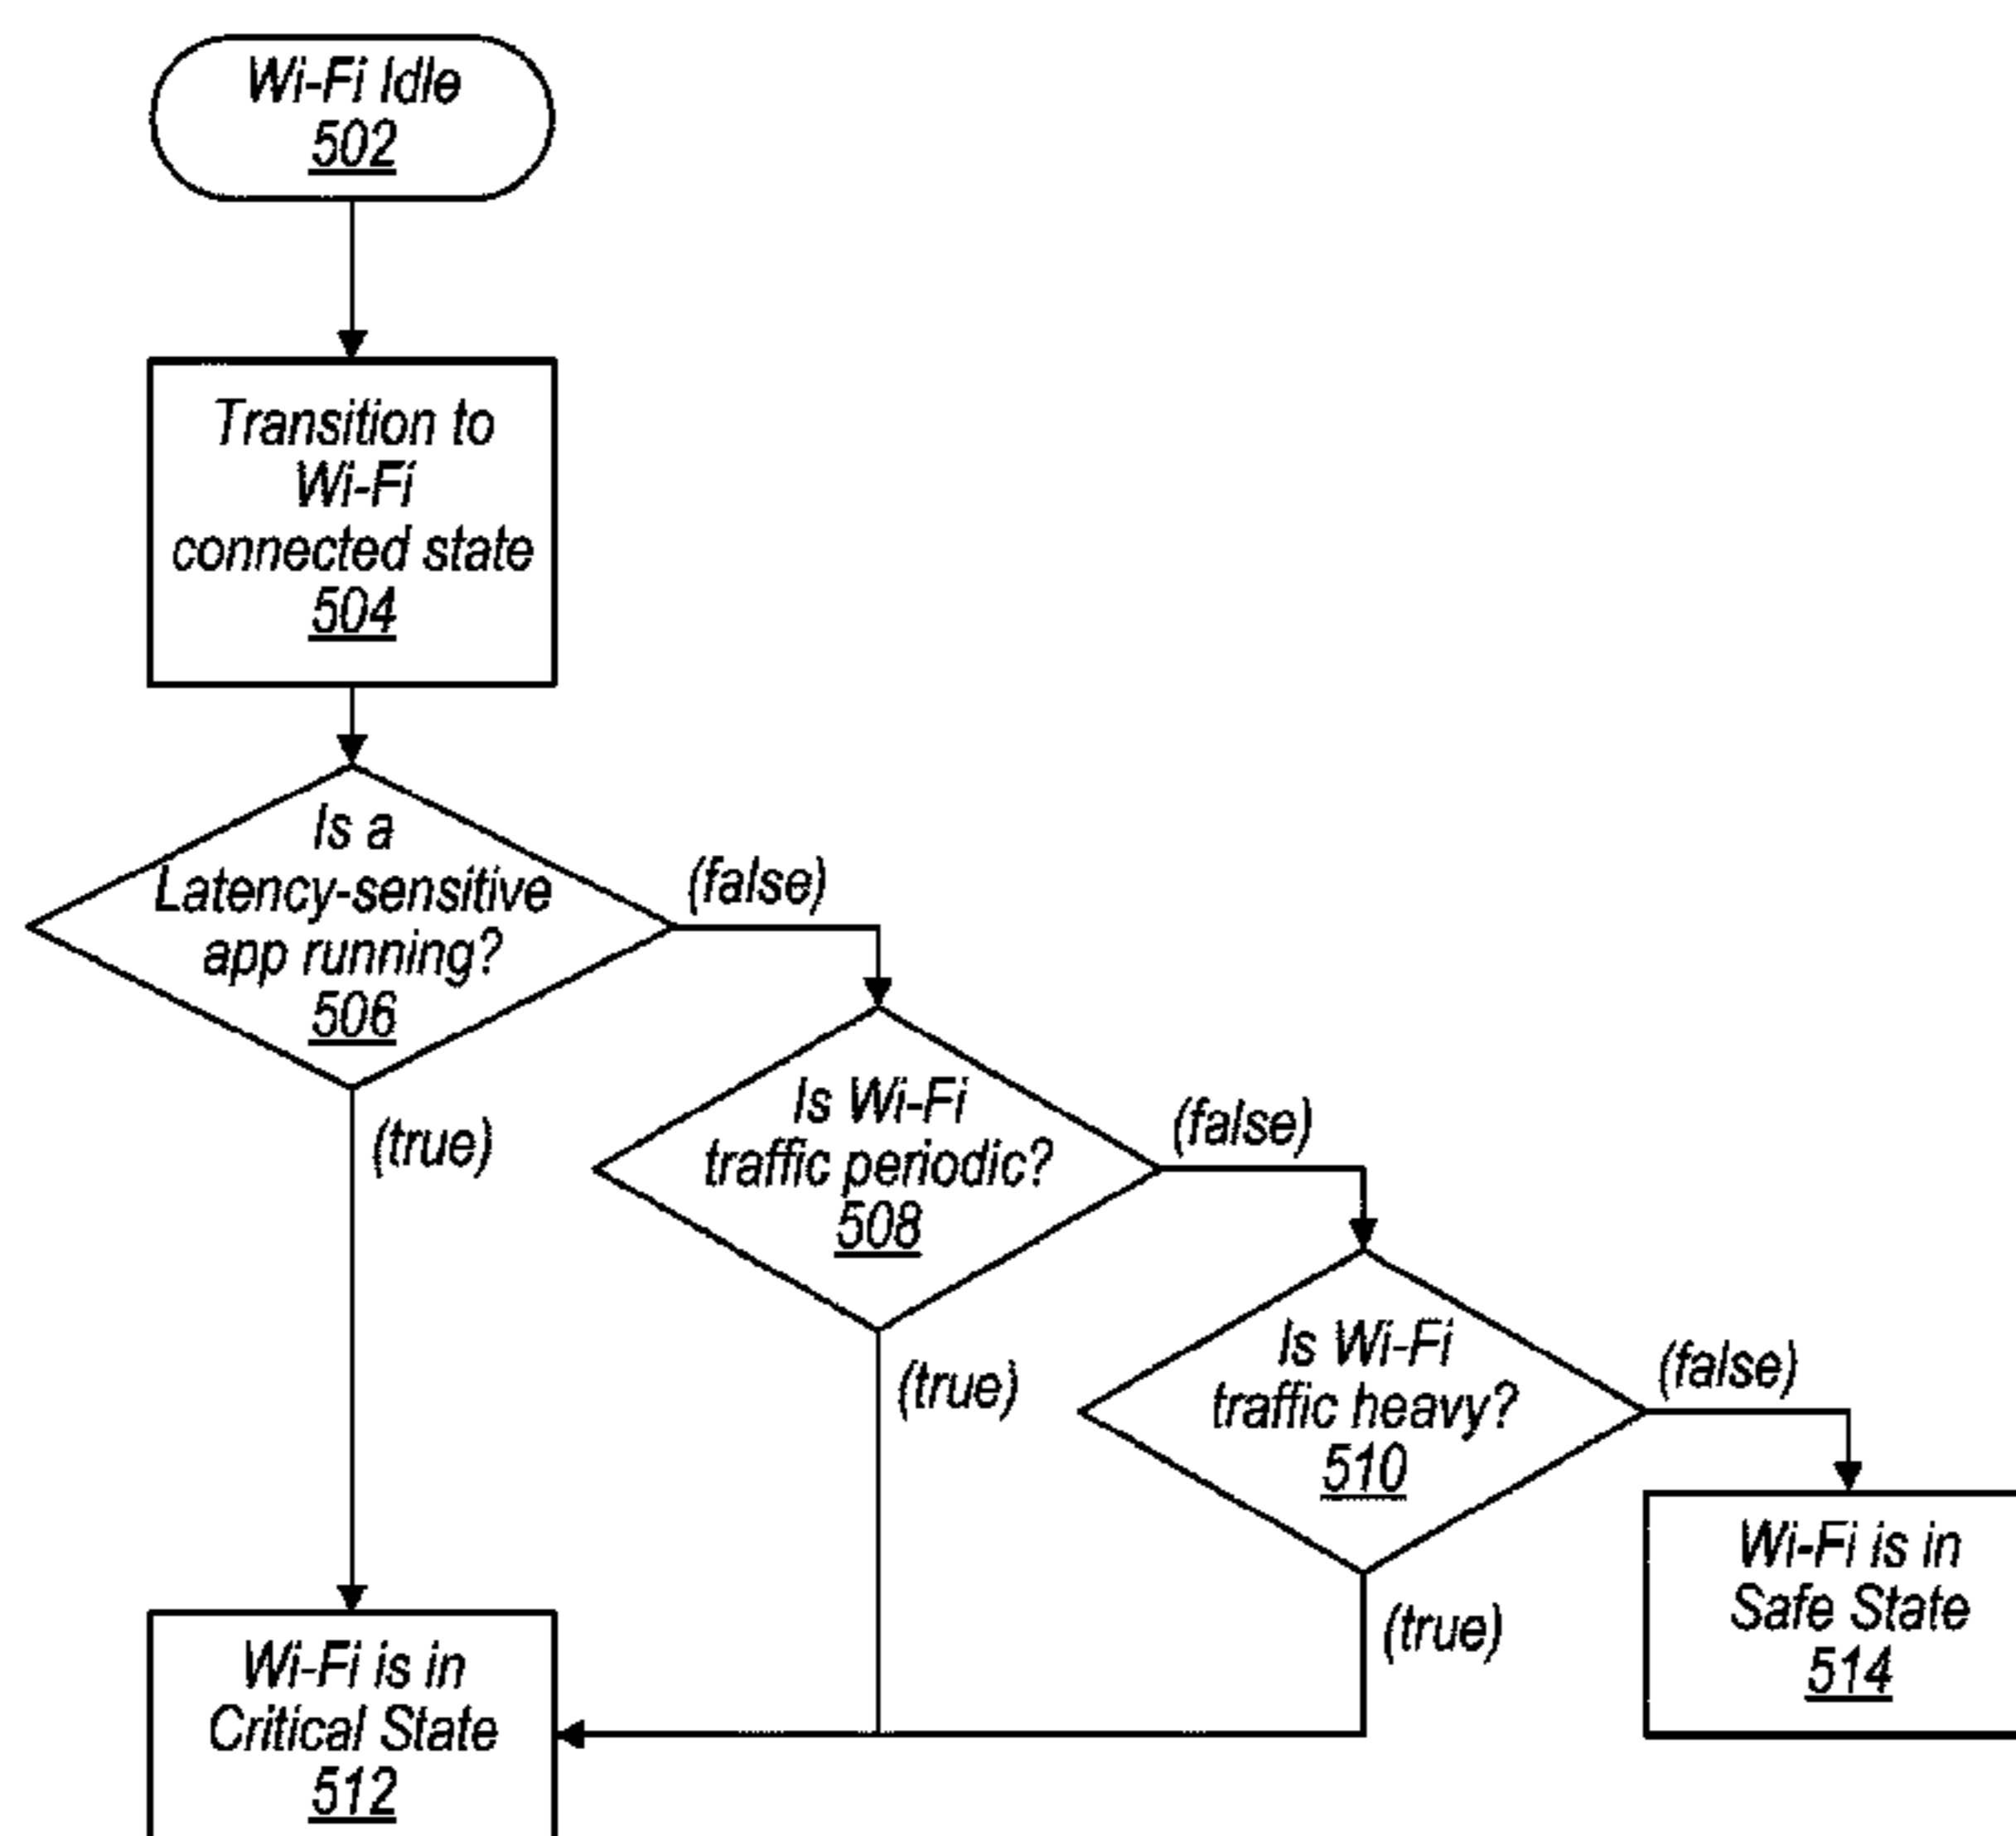 Wi-Fi Idle
502
Transition to
Wi-Fi
connected state
504
Is a
Latency-sensitive
app running?
506
(false)
(true)
Is Wi-Fi
traffic periodic?
508
(false)
(true)
Is Wi-Fi
traffic heavy?
510
(false)
(true)
Wi-Fi is in
Critical State
512
Wi-Fi is in
Safe State
514